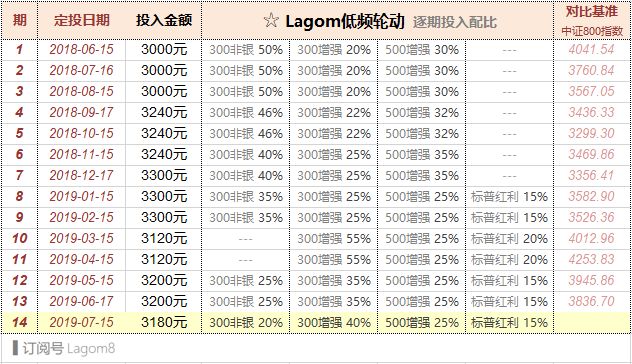 期 定投日期 投入金额 ☆ Lagom低频轮动 逐期投入配比 对比基准
中证800指数
1 2018-06-15 3000元 300非银 50% 300增强 20% 500增强 30% --- 4041.54
2 2018-07-16 3000元 300非银 50% 300增强 20% 500增强 30% --- 3760.84
3 2018-08-15 3000元 300非银 50% 300增强 20% 500增强 30% --- 3567.05
4 2018-09-17 3240元 300非银 46% 300增强 22% 500增强 32% --- 3436.33
5 2018-10-15 3240元 300非银 46% 300增强 22% 500增强 32% --- 3299.30
6 2018-11-15 3240元 300非银 40% 300增强 25% 500增强 35% --- 3469.86
7 2018-12-17 3300元 300非银 40% 300增强 25% 500增强 35% --- 3356.41
8 2019-01-15 3300元 300非银 35% 300增强 25% 500增强 25% 标普红利 15% 3582.90
9 2019-02-15 3300元 300非银 35% 300增强 25% 500增强 25% 标普红利 15% 3526.36
10 2019-03-15 3120元 --- 300增强 55% 500增强 25% 标普红利 20% 4012.96
11 2019-04-15 3120元 --- 300增强 55% 500增强 25% 标普红利 20% 4253.83
12 2019-05-15 3200元 300非银 25% 300增强 35% 500增强 25% 标普红利 15% 3945.86
13 2019-06-17 3200元 300非银 25% 300增强 35% 500增强 25% 标普红利 15% 3836.70
14 2019-07-15 3180元 300非银 20% 300增强 40% 500增强 25% 标普红利 15%
订阅号 Lagom8